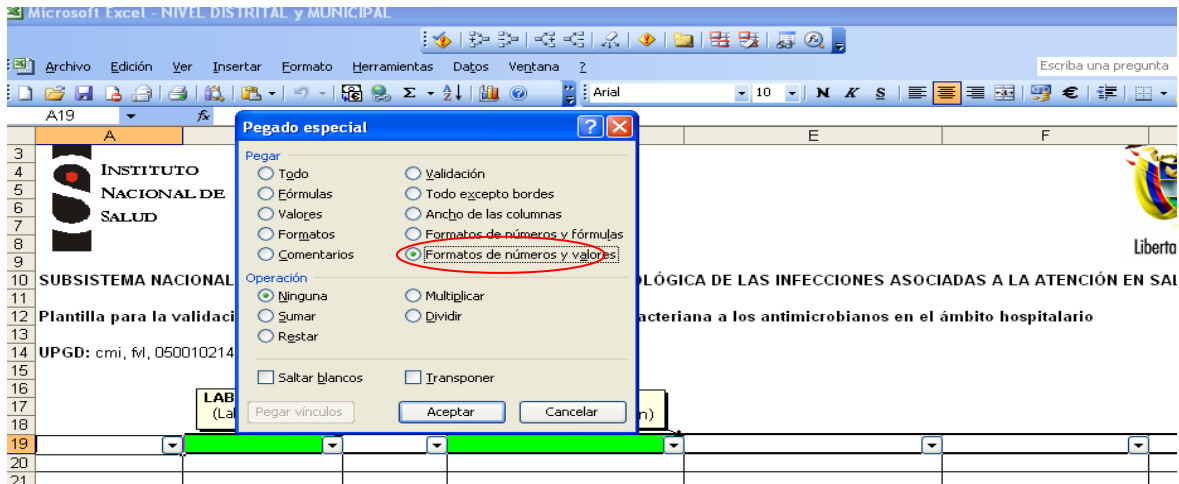 Microsoft Excel - NIVEL DISTRITAL y MUNICIPAL
Archivo Edición Ver Insertar Formato Herramientas Datos Ventana ? Escriba una pregunta
Σ Arial 10 N K S €
A19 fx
A E F
Pegado especial
Pegar
Todo Validación
Fórmulas Todo excepto bordes
Valores Ancho de las columnas
Formatos Formatos de números y fórmulas
Comentarios Formatos de números y valores
Operación
Ninguna Multiplicar
Sumar Dividir
Restar
Saltar blancos Transponer
Pegar vínculos Aceptar Cancelar
3
4 INSTITUTO
5 NACIONAL DE
6 SALUD
7
8 Liberta
9
10 SUBSISTEMA NACIONAL LÓGICA DE LAS INFECCIONES ASOCIADAS A LA ATENCIÓN EN SAL
11
12 Plantilla para la validaci acteriana a los antimicrobianos en el ámbito hospitalario
13
14 UPGD: cmi, fvl, 050010214
15
16 LAB
17 (Lal n)
18
19
20
21